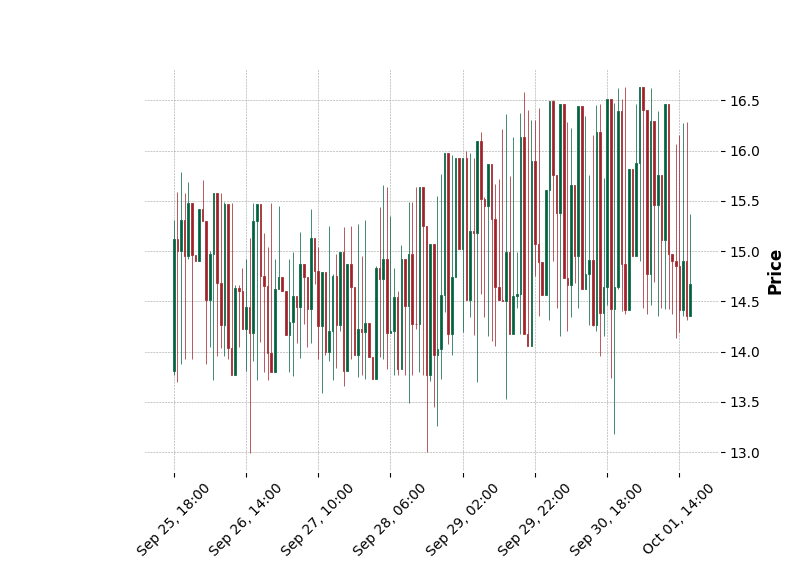 16.5
16.0
15.5
15.0
14.5
14.0
13.5
13.0
Price
Sep 25, 18:00
Sep 26, 14:00
Sep 27, 10:00
Sep 28, 06:00
Sep 29, 02:00
Sep 29, 22:00
Sep 30, 18:00
Oct 01, 14:00